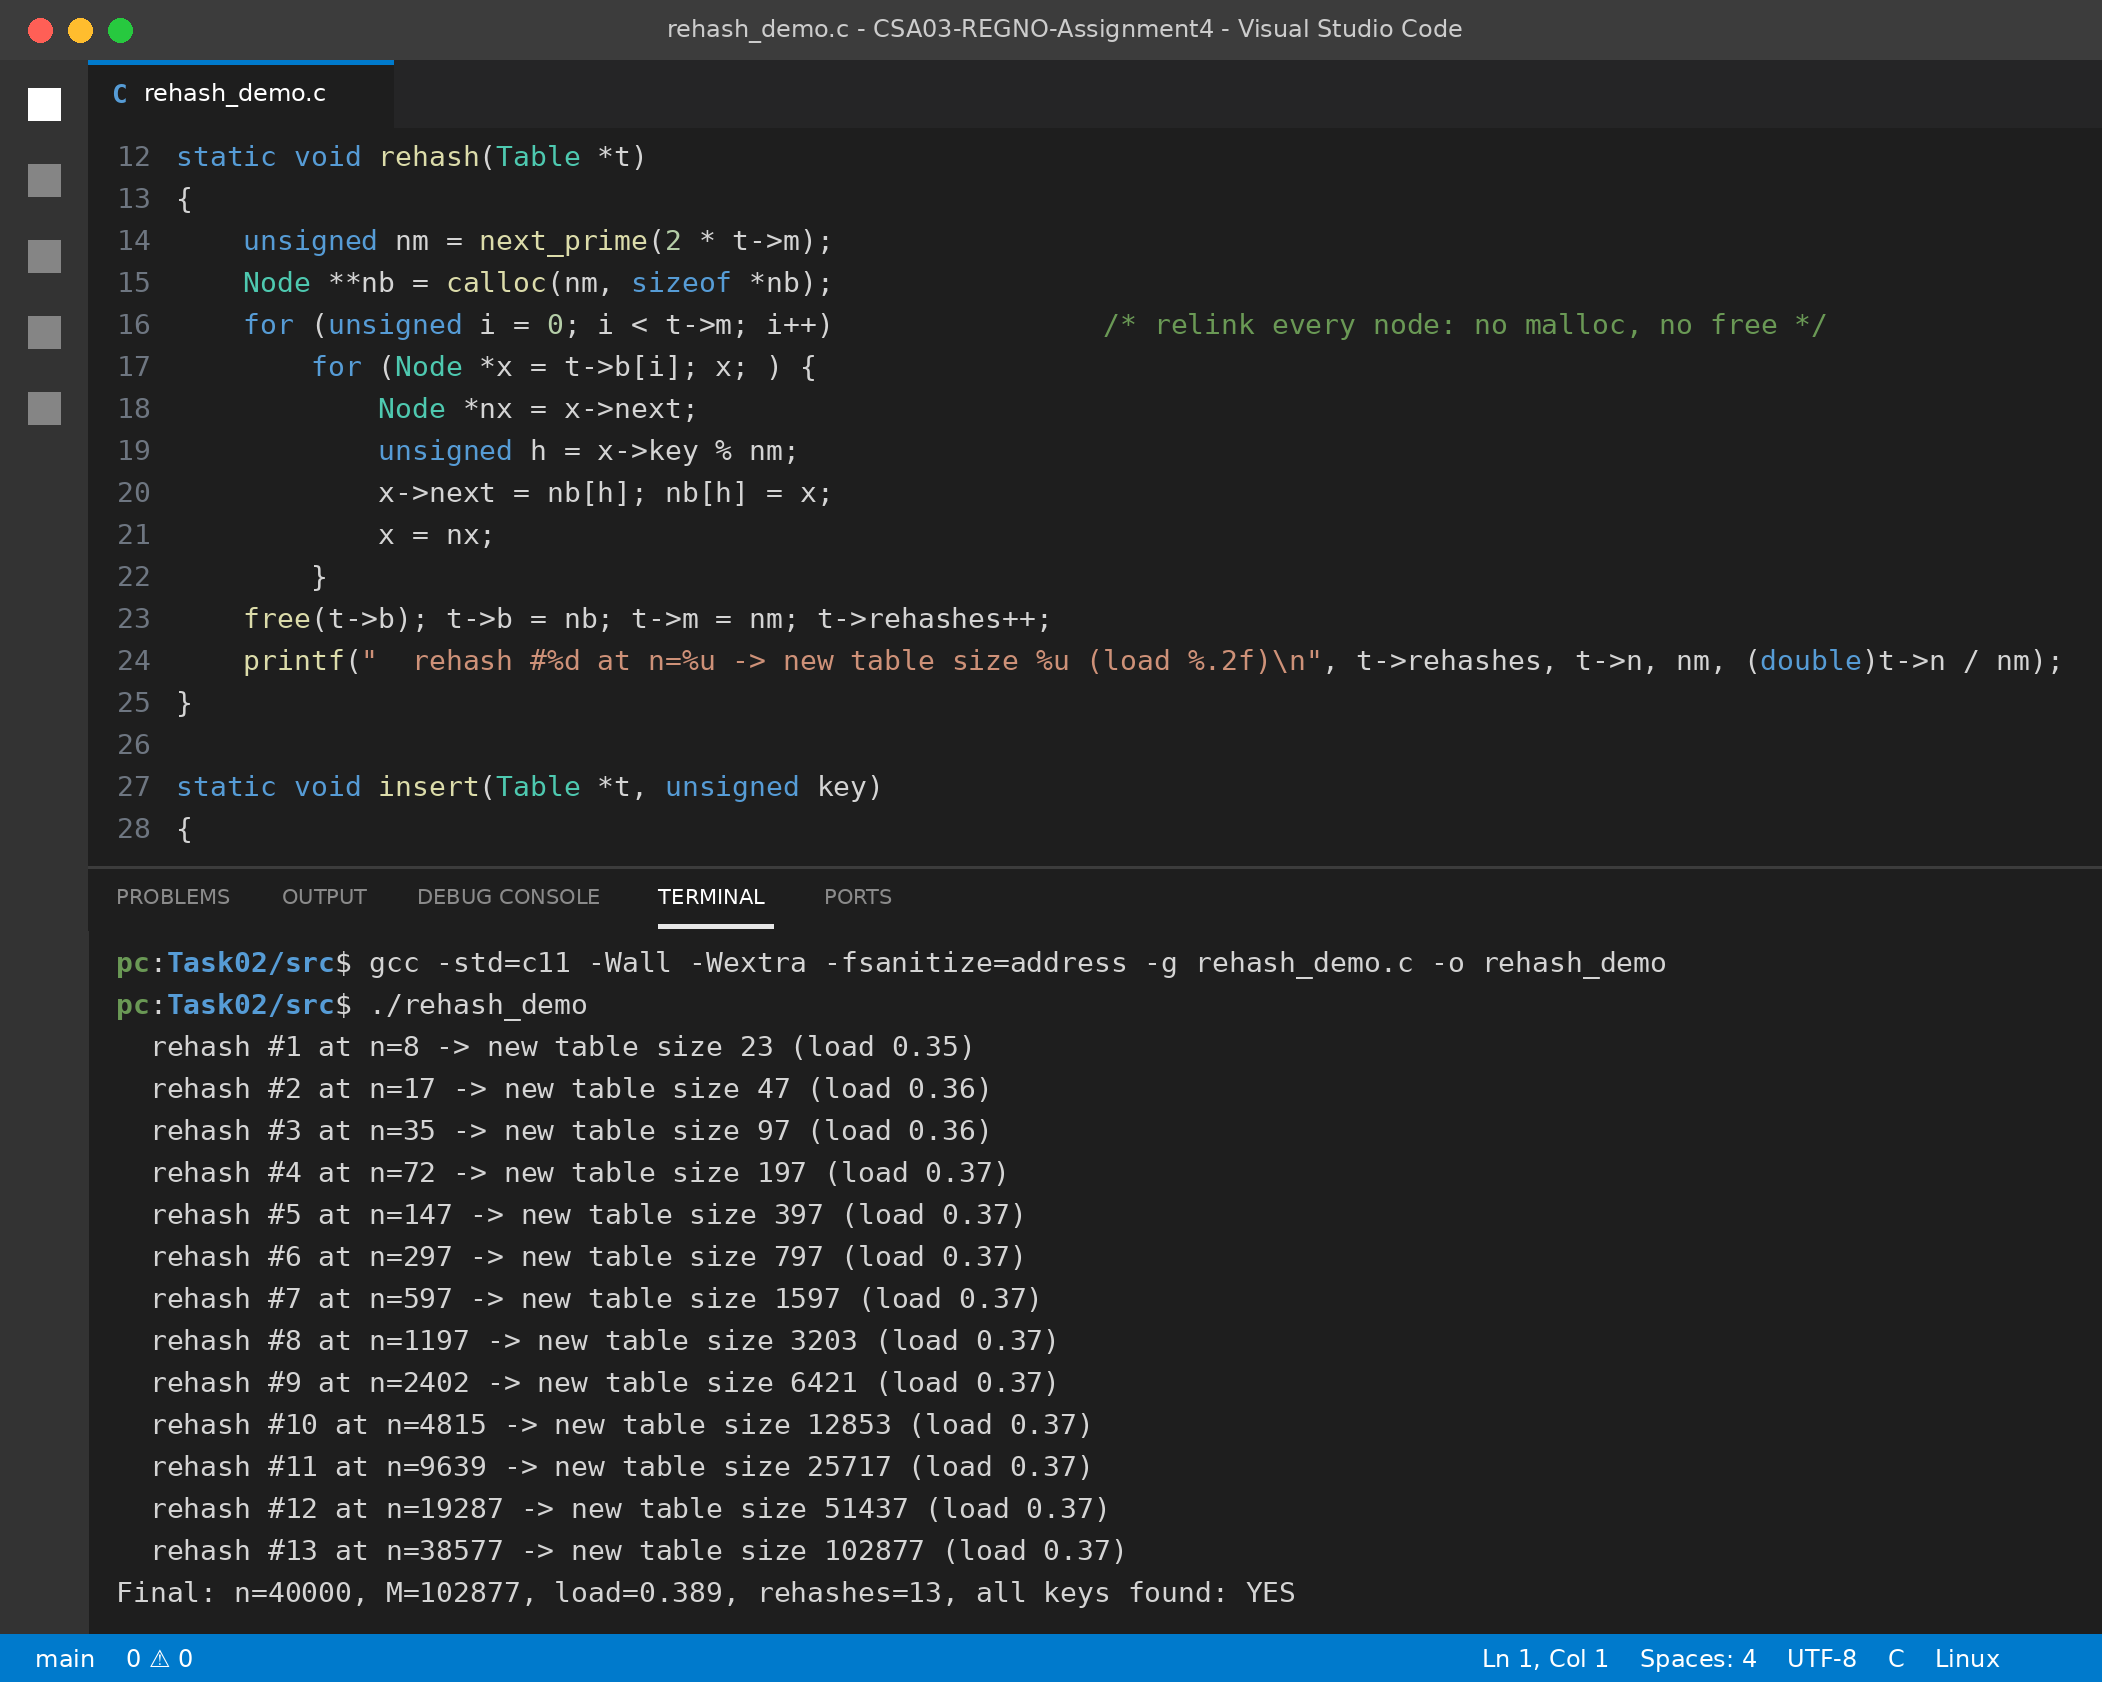 rehash_demo.c - CSA03-REGNO-Assignment4 - Visual Studio Code
C rehash_demo.c
12 static void rehash(Table *t)
13 {
14     unsigned nm = next_prime(2 * t->m);
15     Node **nb = calloc(nm, sizeof *nb);
16     for (unsigned i = 0; i < t->m; i++)                /* relink every node: no malloc, no free */
17         for (Node *x = t->b[i]; x; ) {
18             Node *nx = x->next;
19             unsigned h = x->key % nm;
20             x->next = nb[h]; nb[h] = x;
21             x = nx;
22         }
23     free(t->b); t->b = nb; t->m = nm; t->rehashes++;
24     printf("  rehash #%d at n=%u -> new table size %u (load %.2f)\n", t->rehashes, t->n, nm, (double)t->n / nm);
25 }
26
27 static void insert(Table *t, unsigned key)
28 {
PROBLEMS OUTPUT DEBUG CONSOLE TERMINAL PORTS
pc:Task02/src$ gcc -std=c11 -Wall -Wextra -fsanitize=address -g rehash_demo.c -o rehash_demo
pc:Task02/src$ ./rehash_demo
  rehash #1 at n=8 -> new table size 23 (load 0.35)
  rehash #2 at n=17 -> new table size 47 (load 0.36)
  rehash #3 at n=35 -> new table size 97 (load 0.36)
  rehash #4 at n=72 -> new table size 197 (load 0.37)
  rehash #5 at n=147 -> new table size 397 (load 0.37)
  rehash #6 at n=297 -> new table size 797 (load 0.37)
  rehash #7 at n=597 -> new table size 1597 (load 0.37)
  rehash #8 at n=1197 -> new table size 3203 (load 0.37)
  rehash #9 at n=2402 -> new table size 6421 (load 0.37)
  rehash #10 at n=4815 -> new table size 12853 (load 0.37)
  rehash #11 at n=9639 -> new table size 25717 (load 0.37)
  rehash #12 at n=19287 -> new table size 51437 (load 0.37)
  rehash #13 at n=38577 -> new table size 102877 (load 0.37)
Final: n=40000, M=102877, load=0.389, rehashes=13, all keys found: YES
main 0 ⚠ 0 Ln 1, Col 1 Spaces: 4 UTF-8 C Linux